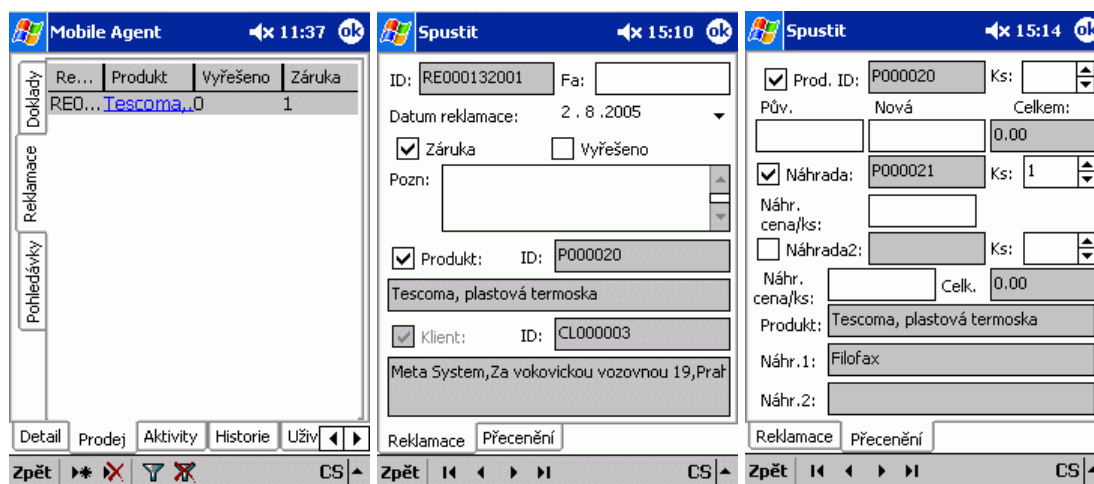 Mobile Agent 11:37 ok
Doklady
Reklamace
Pohledávky
Re... Produkt Vyřešeno Záruka
RE0... Tescoma,.. 0 1
Detail Prodej Aktivity Historie Uživ
Zpět CS
Spustit 15:10 ok
ID: RE000132001 Fa:
Datum reklamace: 2 . 8 .2005
Záruka Vyřešeno
Pozn:
Produkt: ID: P000020
Tescoma, plastová termoska
Klient: ID: CL000003
Meta System,Za vokovickou vozovnou 19,Prah
Reklamace Přecenění
Zpět CS
Spustit 15:14 ok
Prod. ID: P000020 Ks:
Pův. Nová Celkem:
0.00
Náhrada: P000021 Ks: 1
Náhr.
cena/ks:
Náhrada2: Ks:
Náhr.
cena/ks: Celk. 0.00
Produkt: Tescoma, plastová termoska
Náhr.1: Filofax
Náhr.2:
Reklamace Přecenění
Zpět CS